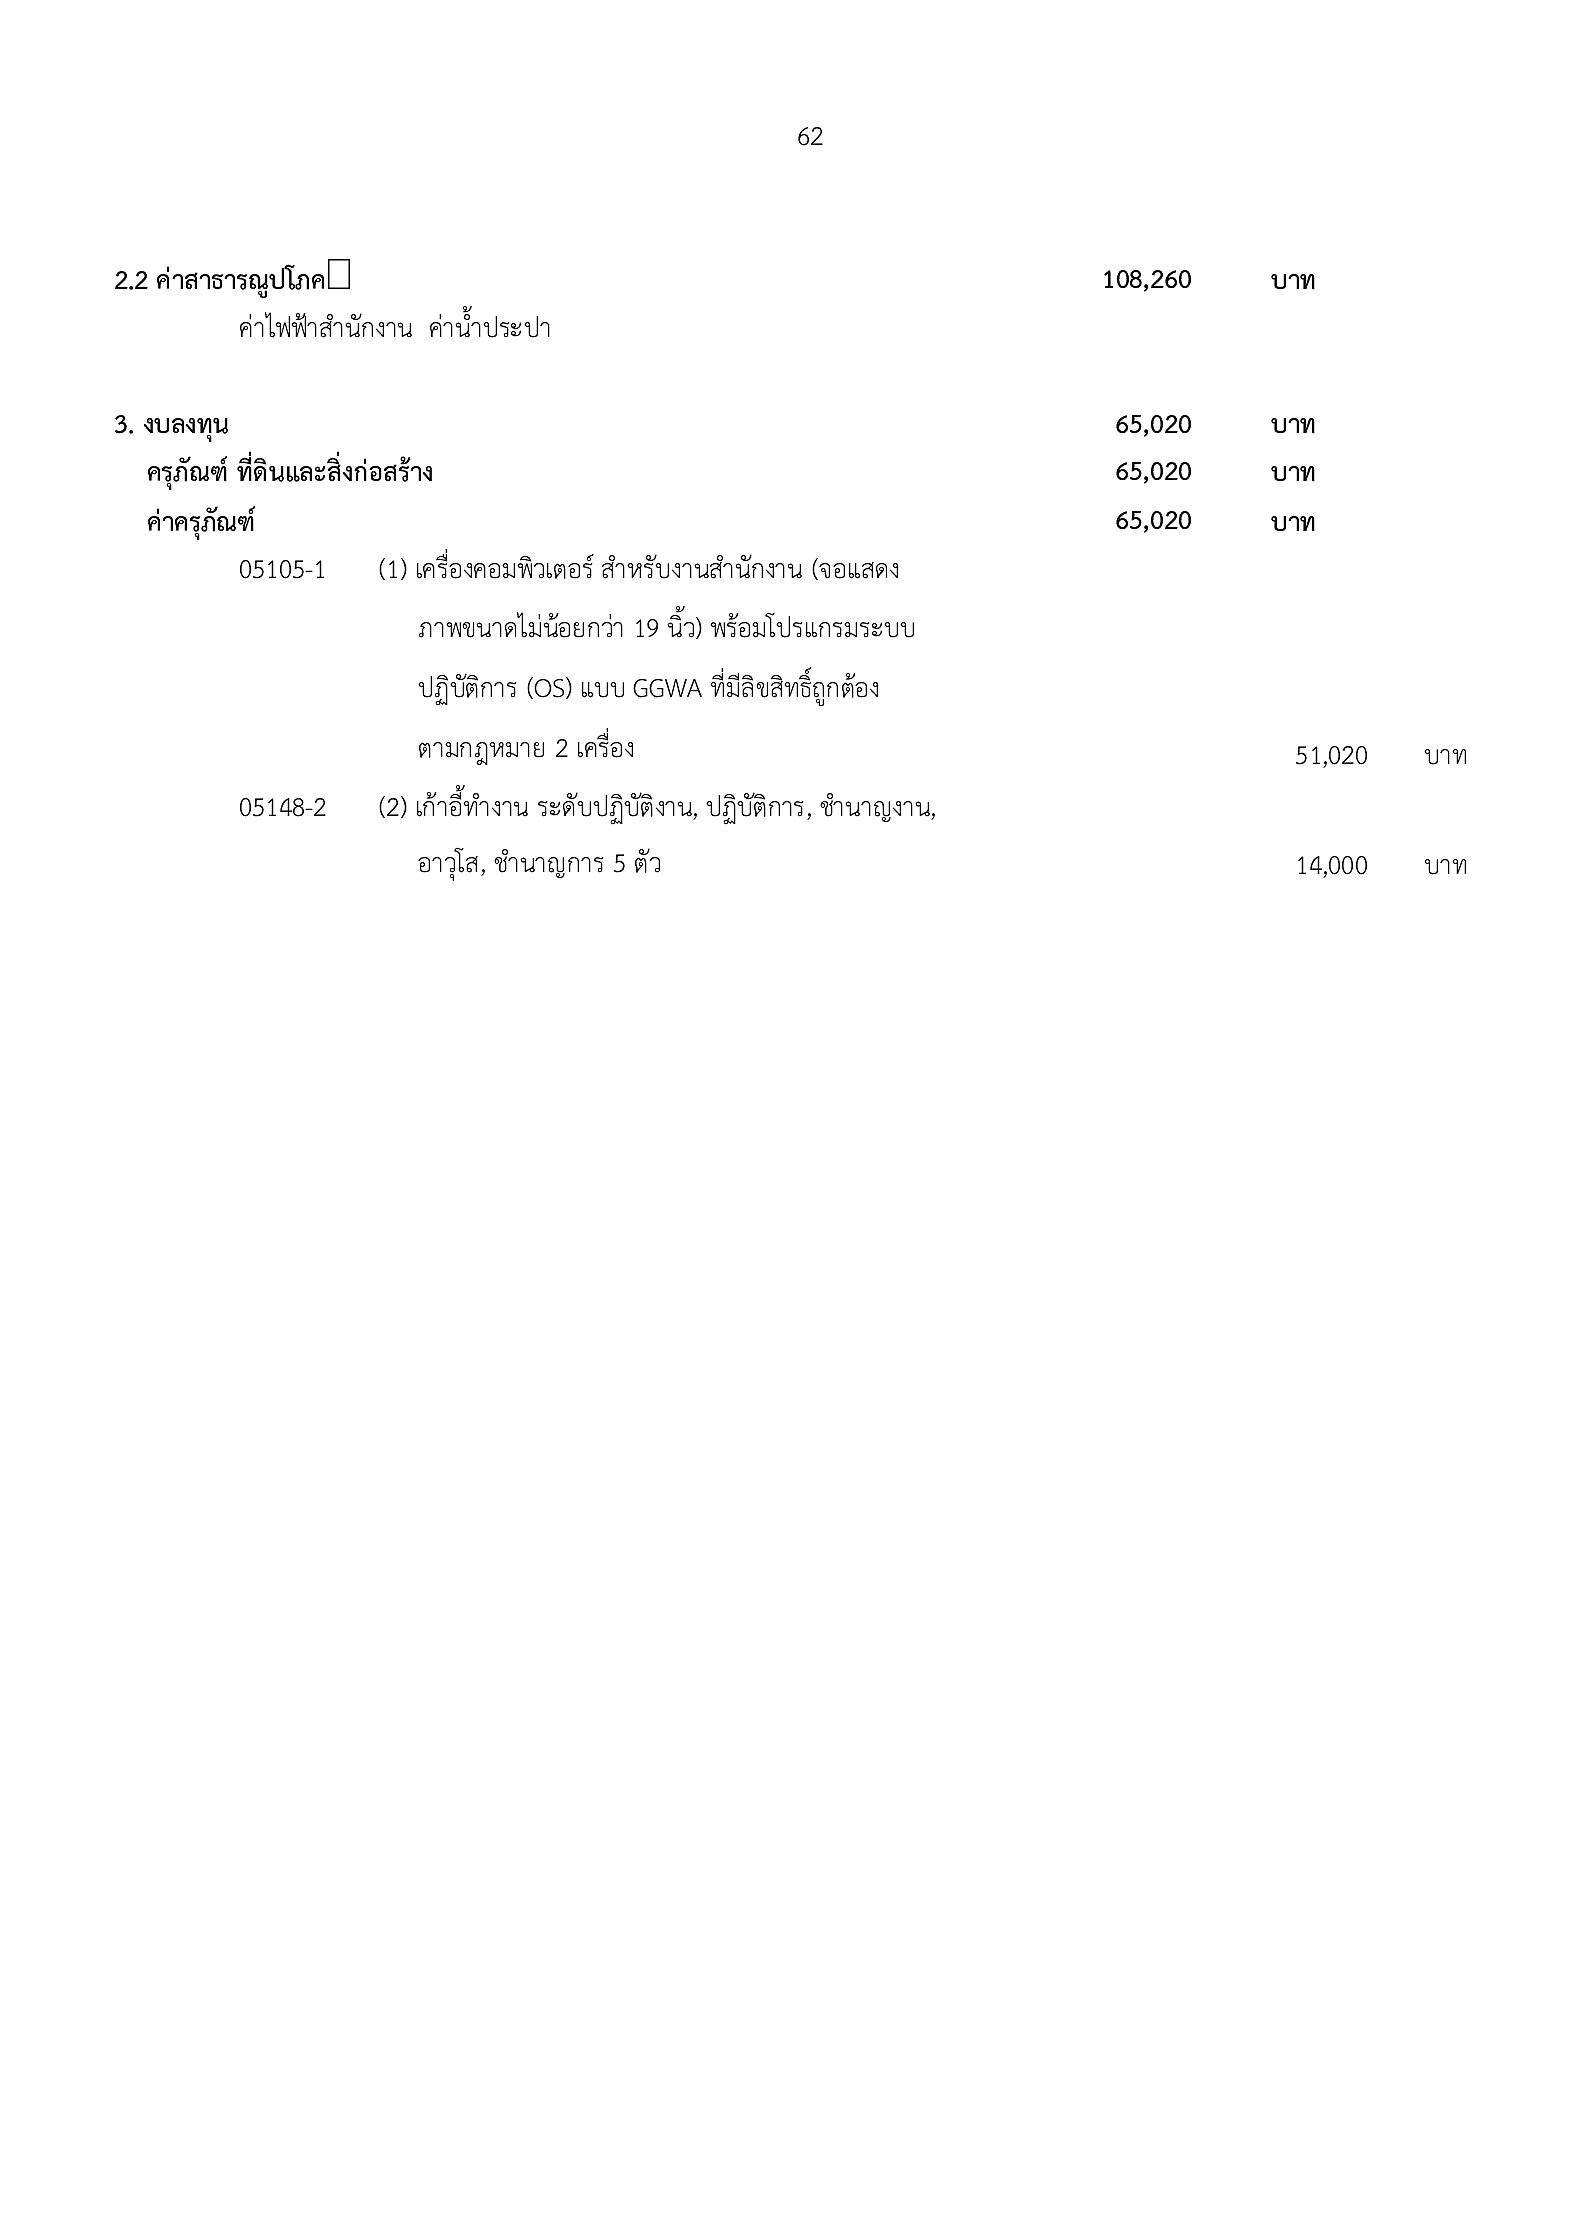 62
2.2 ค่าสาธารณูปโภค 108,260 บาท
ค่าไฟฟ้าสำนักงาน ค่าน้ำประปา
3. งบลงทุน 65,020 บาท
ครุภัณฑ์ ที่ดินและสิ่งก่อสร้าง 65,020 บาท
ค่าครุภัณฑ์ 65,020 บาท
05105-1 (1) เครื่องคอมพิวเตอร์ สำหรับงานสำนักงาน (จอแสดง
ภาพขนาดไม่น้อยกว่า 19 นิ้ว) พร้อมโปรแกรมระบบ
ปฏิบัติการ (OS) แบบ GGWA ที่มีลิขสิทธิ์ถูกต้อง
ตามกฎหมาย 2 เครื่อง 51,020 บาท
05148-2 (2) เก้าอี้ทำงาน ระดับปฏิบัติงาน, ปฏิบัติการ, ชำนาญงาน,
อาวุโส, ชำนาญการ 5 ตัว 14,000 บาท